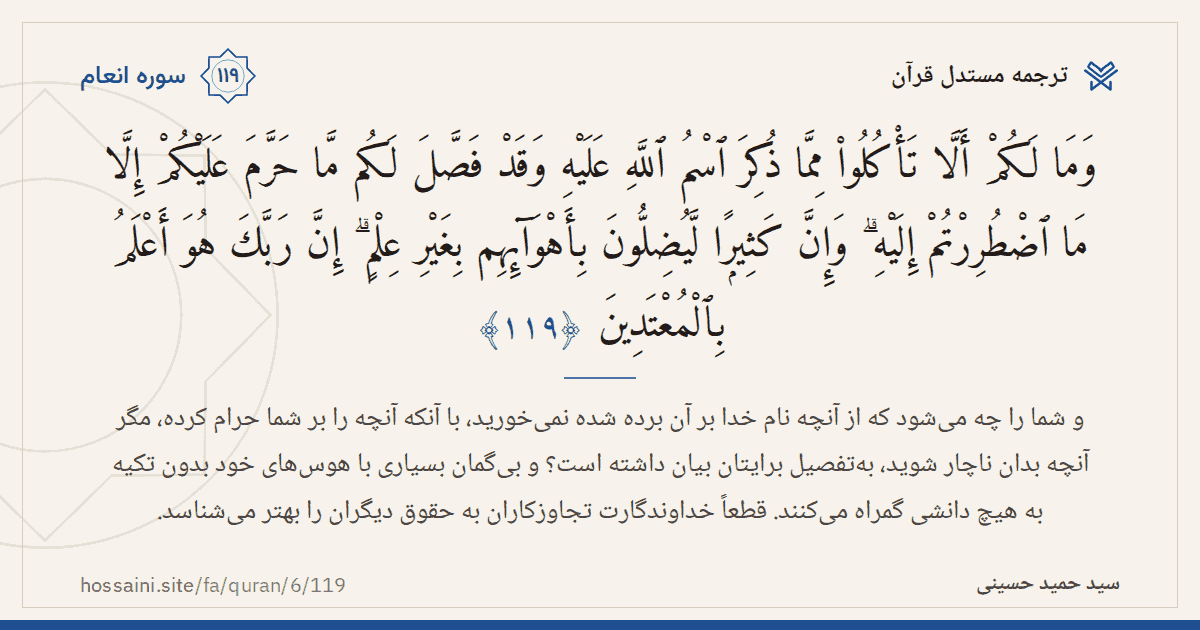 ترجمه مستدل قرآن
سوره انعام ۱۱۹
وَمَا لَكُمْ أَلَّا تَأْكُلُواْ مِمَّا ذُكِرَ ٱسْمُ ٱللَّهِ عَلَيْهِ وَقَدْ فَصَّلَ لَكُم مَّا حَرَّمَ عَلَيْكُمْ إِلَّا
مَا ٱضْطُرِرْتُمْ إِلَيْهِۗ وَإِنَّ كَثِيرًا لَّيُضِلُّونَ بِأَهْوَآئِهِم بِغَيْرِ عِلْمٍۗ إِنَّ رَبَّكَ هُوَ أَعْلَمُ
بِٱلْمُعْتَدِينَ ﴿١١٩﴾
و شما را چه می‌شود که از آنچه نام خدا بر آن برده شده نمی‌خورید، با آنکه آنچه را بر شما حرام کرده، مگر
آنچه بدان ناچار شوید، به‌تفصیل برایتان بیان داشته است؟ و بی‌گمان بسیاری با هوس‌های خود بدون تکیه
به هیچ دانشی گمراه می‌کنند. قطعاً خداوندگارت تجاوزکاران به حقوق دیگران را بهتر می‌شناسد.
سید حمید حسینی
hossaini.site/fa/quran/6/119